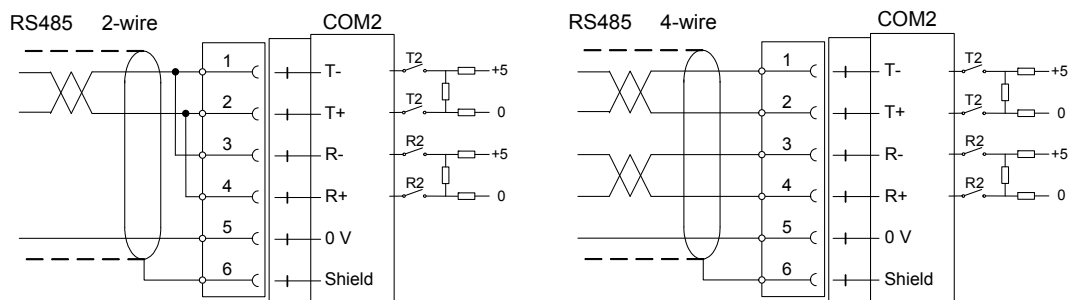 RS485 2-wire COM2
1 T- T2 +5
2 T+ T2 0
3 R- R2 +5
4 R+ R2 0
5 0 V
6 Shield
RS485 4-wire COM2
1 T- T2 +5
2 T+ T2 0
3 R- R2 +5
4 R+ R2 0
5 0 V
6 Shield